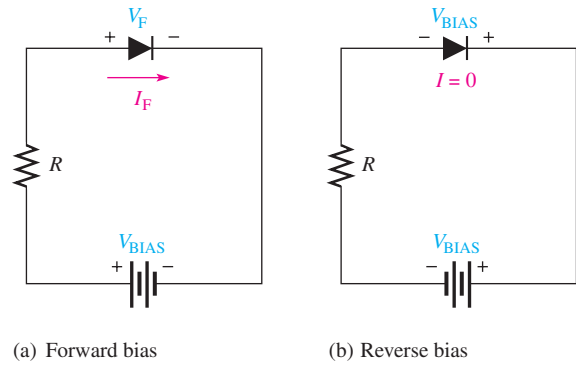 V_F
+ −
I_F
R
V_BIAS
+ −
(a) Forward bias
V_BIAS
− +
I = 0
R
V_BIAS
− +
(b) Reverse bias